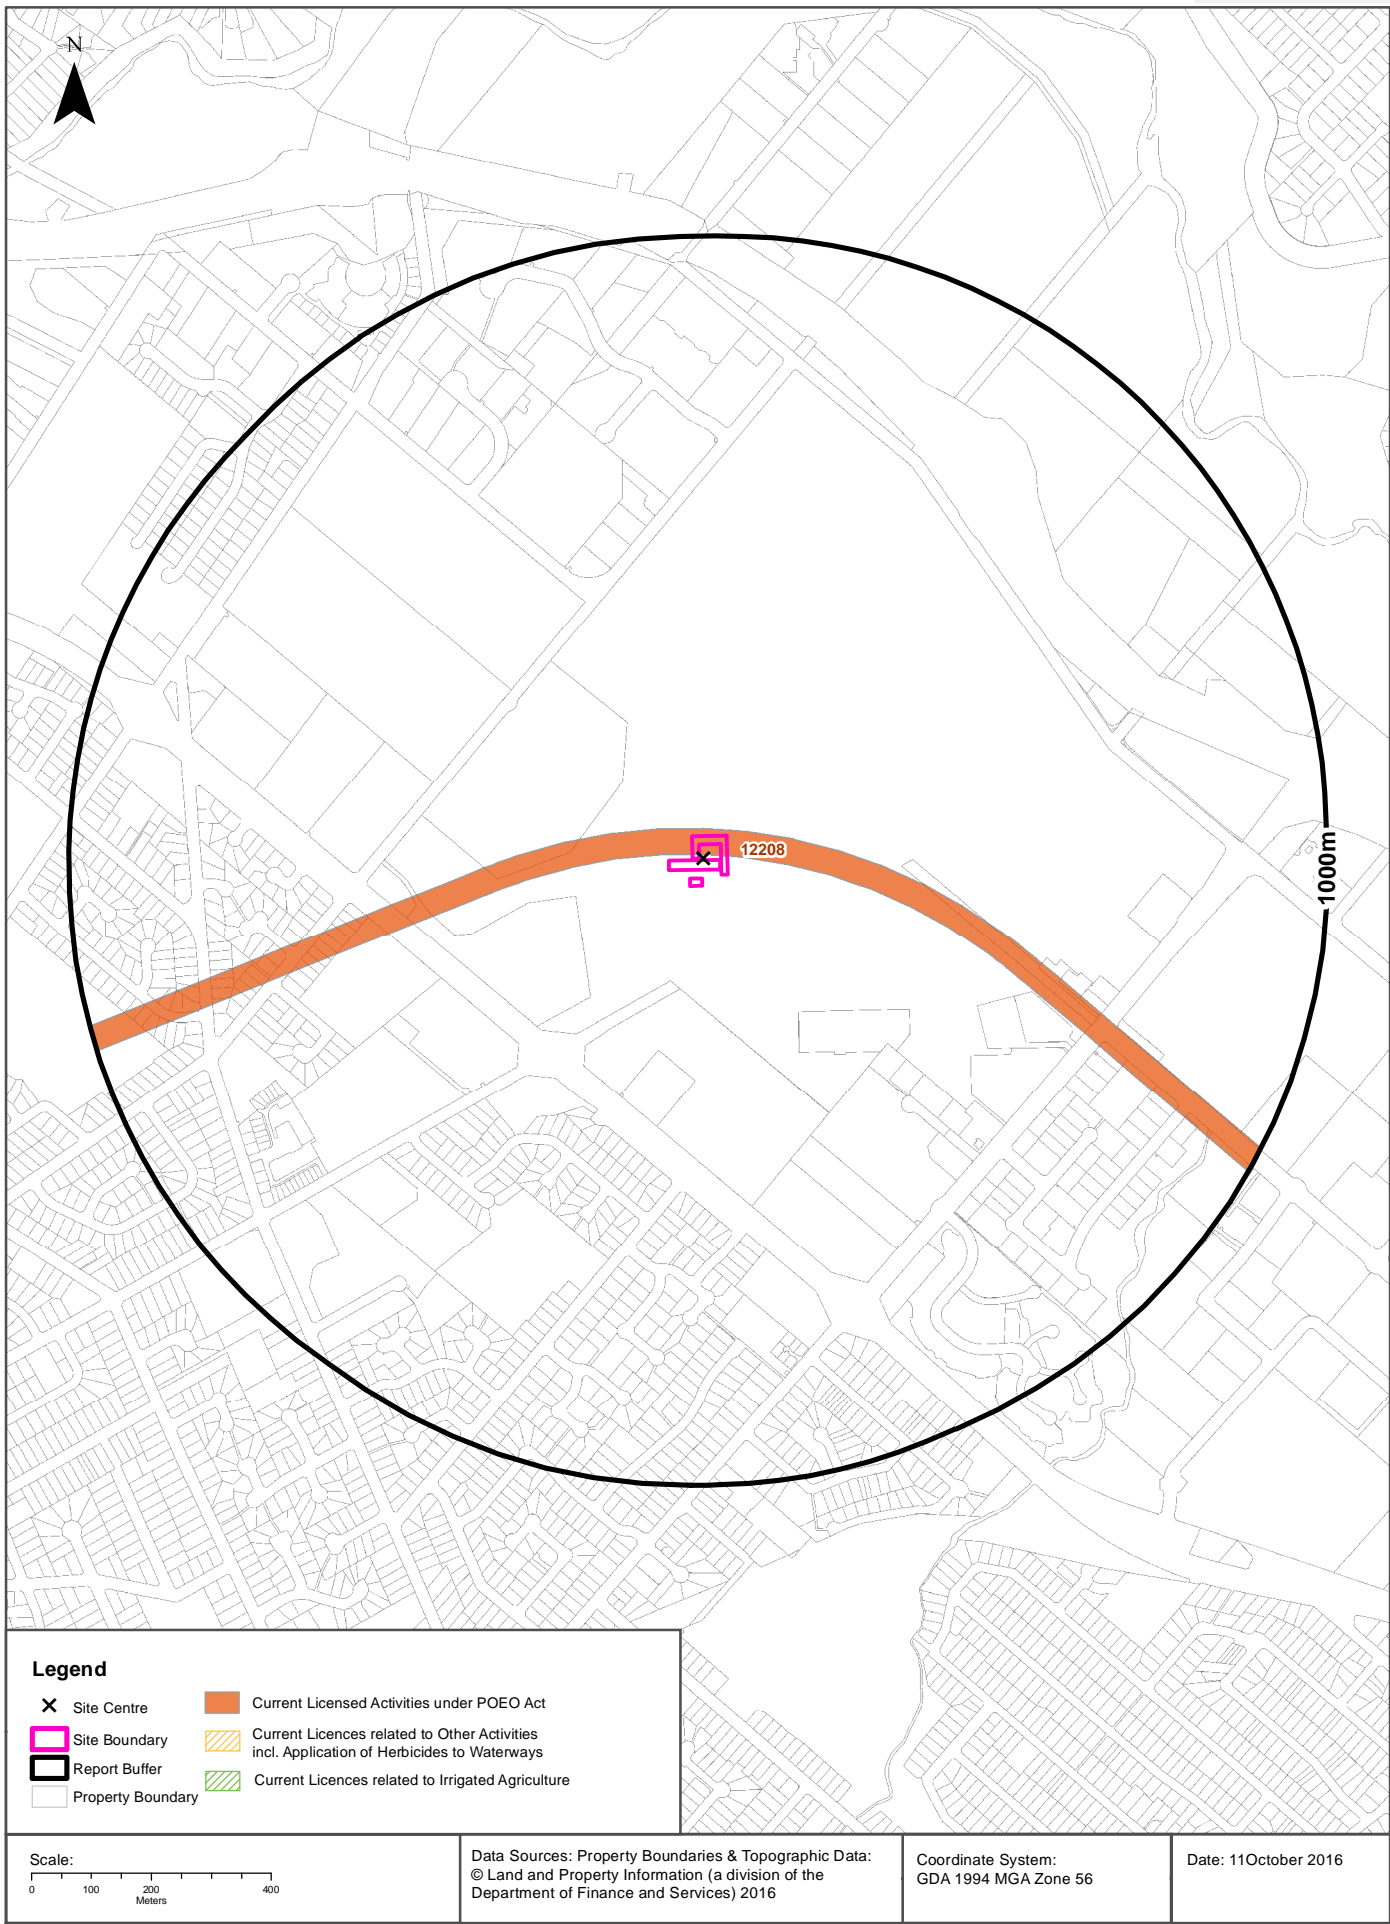 N
12208
1000m
Legend
Site Centre
Site Boundary
Report Buffer
Property Boundary
Current Licensed Activities under POEO Act
Current Licences related to Other Activities
incl. Application of Herbicides to Waterways
Current Licences related to Irrigated Agriculture
Scale:
0 100 200 400
Meters
Data Sources: Property Boundaries & Topographic Data:
© Land and Property Information (a division of the
Department of Finance and Services) 2016
Coordinate System:
GDA 1994 MGA Zone 56
Date: 11October 2016